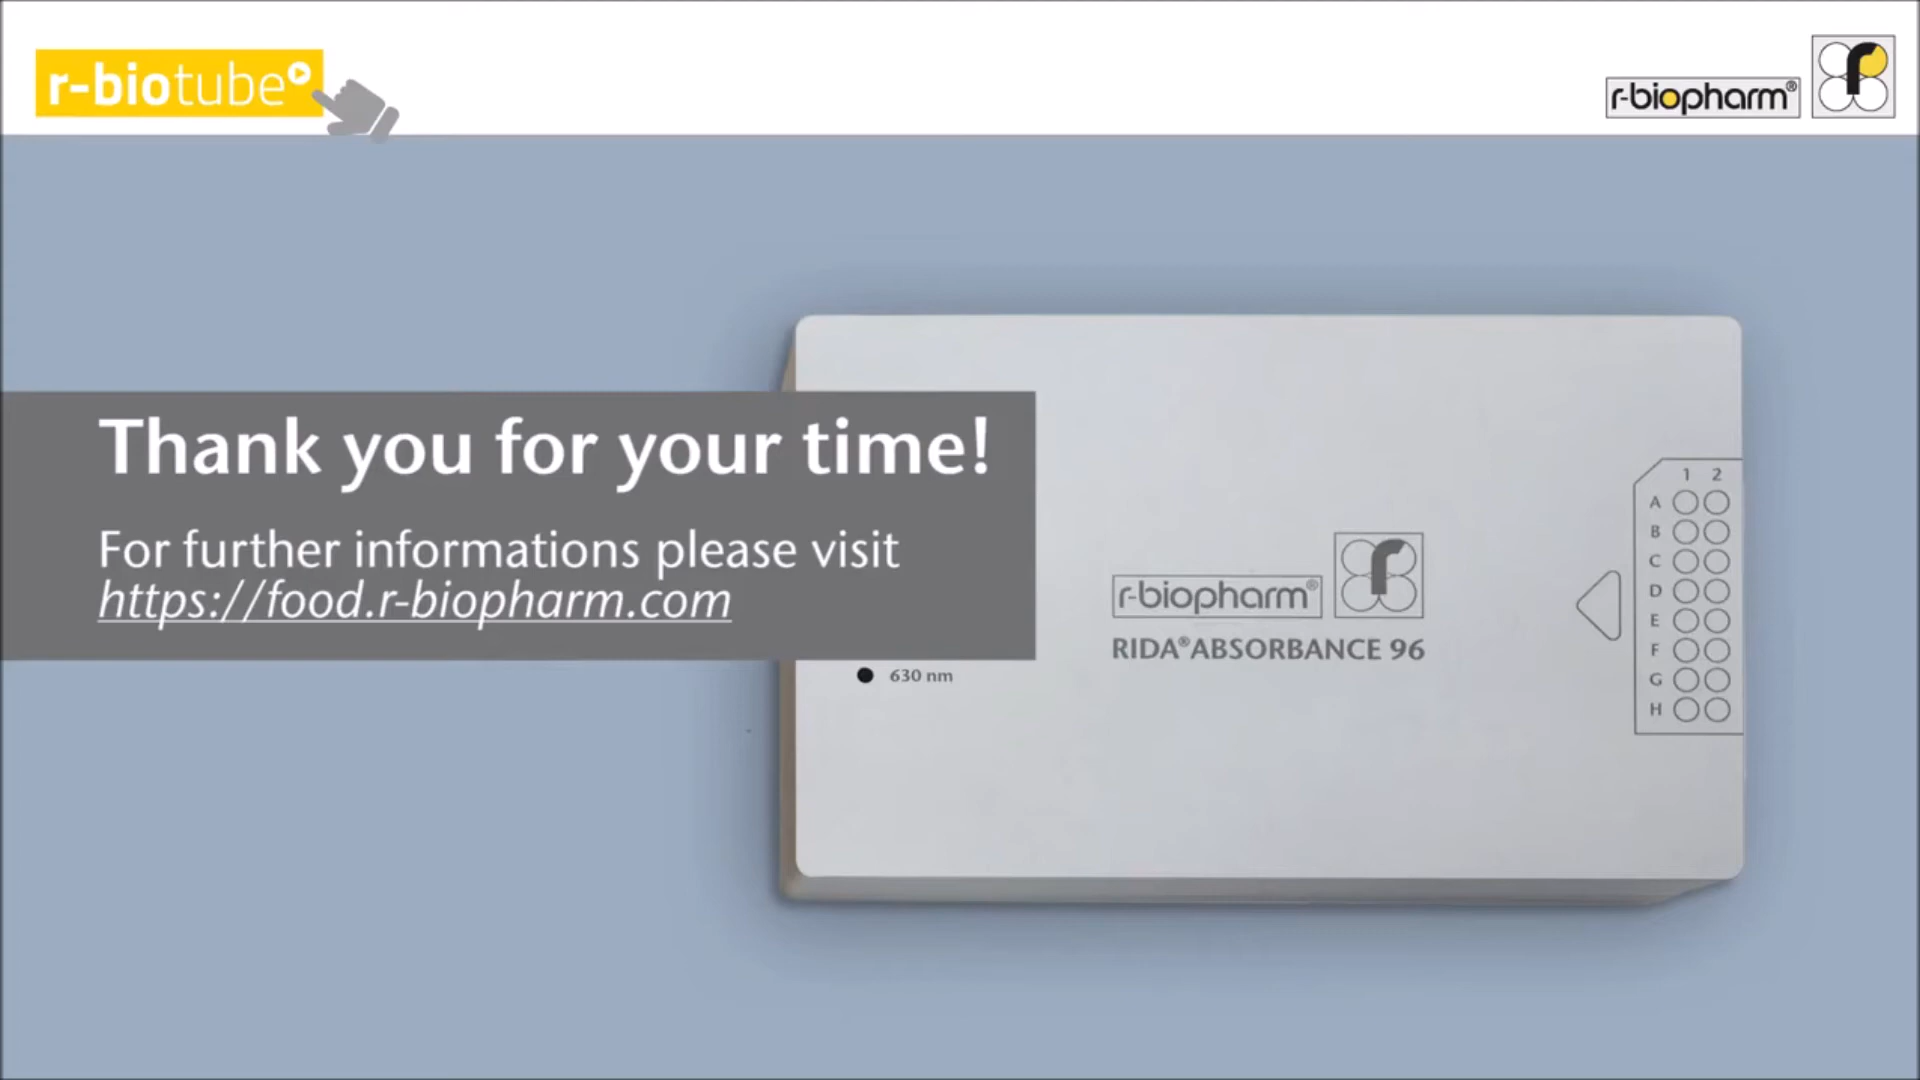 r-biotube
r-biopharm®
Thank you for your time!
For further informations please visit
https://food.r-biopharm.com
r-biopharm®
RIDA®ABSORBANCE 96
630 nm
1 2
A
B
C
D
E
F
G
H